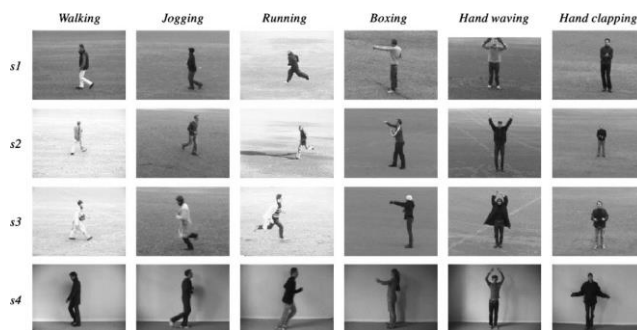 Walking Jogging Running Boxing Hand waving Hand clapping
s1
s2
s3
s4